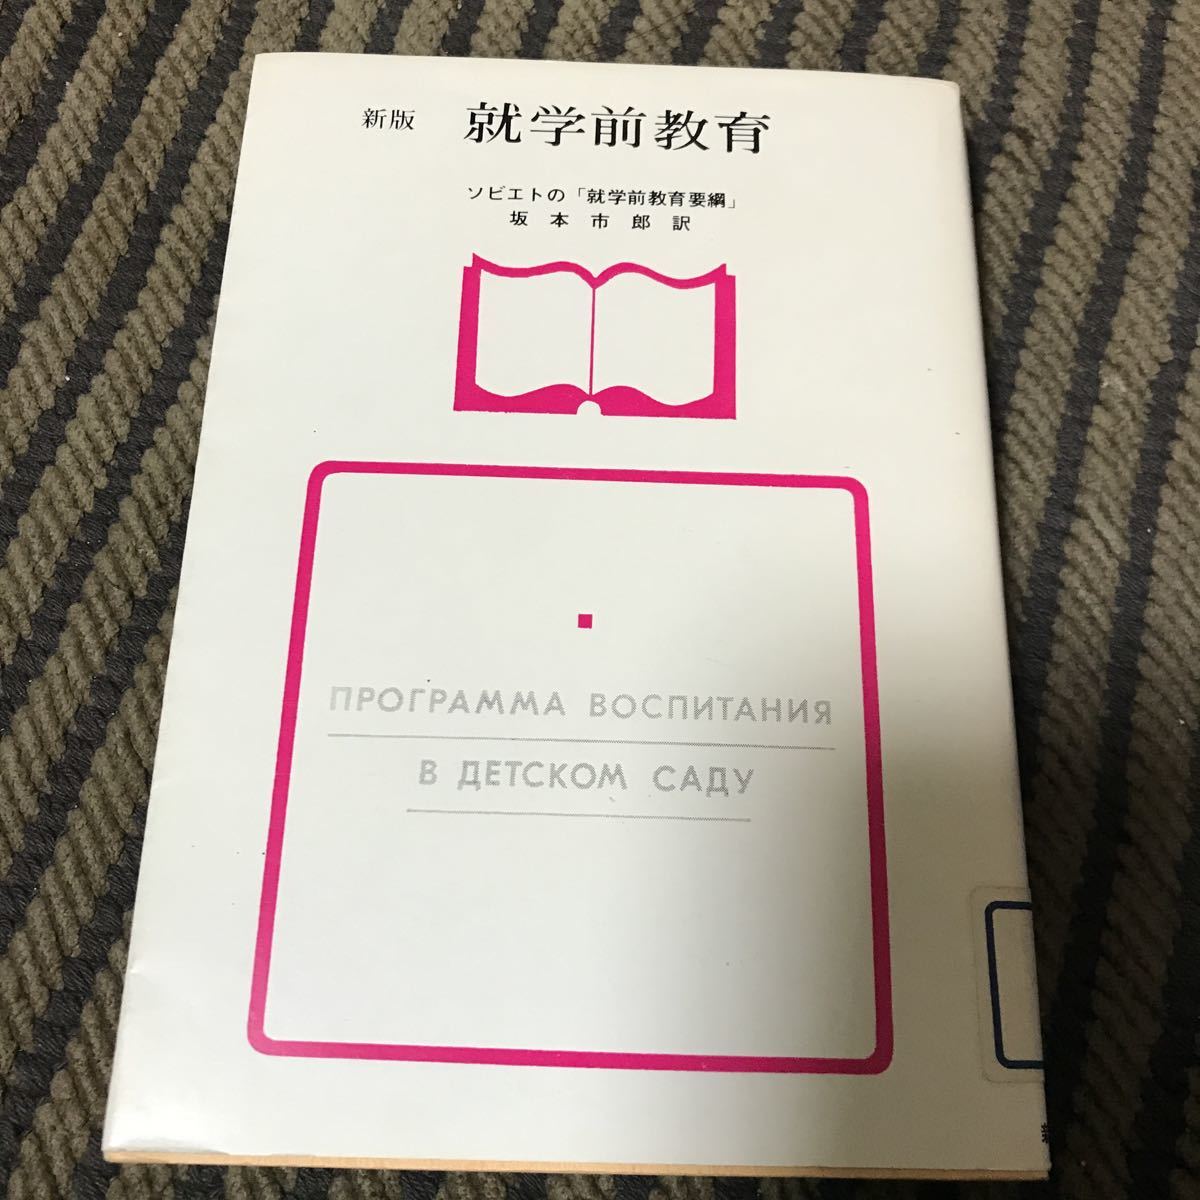 新版 就学前教育
ソビエトの「就学前教育要綱」
坂本市郎訳
ПРОГРАММА ВОСПИТАНИЯ
В ДЕТСКОМ САДУ